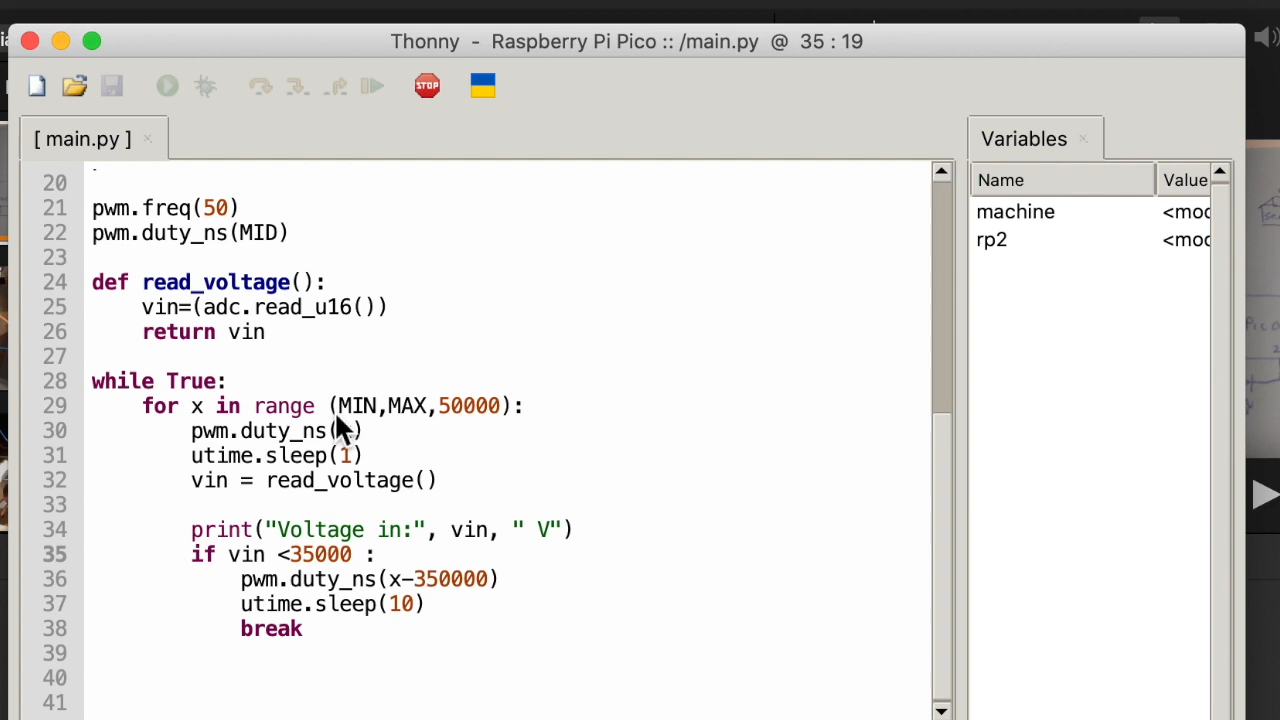 Thonny - Raspberry Pi Pico :: /main.py @ 35 : 19
STOP
[ main.py ]
Variables
Name Value
machine <mod
rp2 <mod
20
21 pwm.freq(50)
22 pwm.duty_ns(MID)
23
24 def read_voltage():
25     vin=(adc.read_u16())
26     return vin
27
28 while True:
29     for x in range (MIN,MAX,50000):
30         pwm.duty_ns( )
31         utime.sleep(1)
32         vin = read_voltage()
33
34         print("Voltage in:", vin, " V")
35         if vin <35000 :
36             pwm.duty_ns(x-350000)
37             utime.sleep(10)
38             break
39
40
41